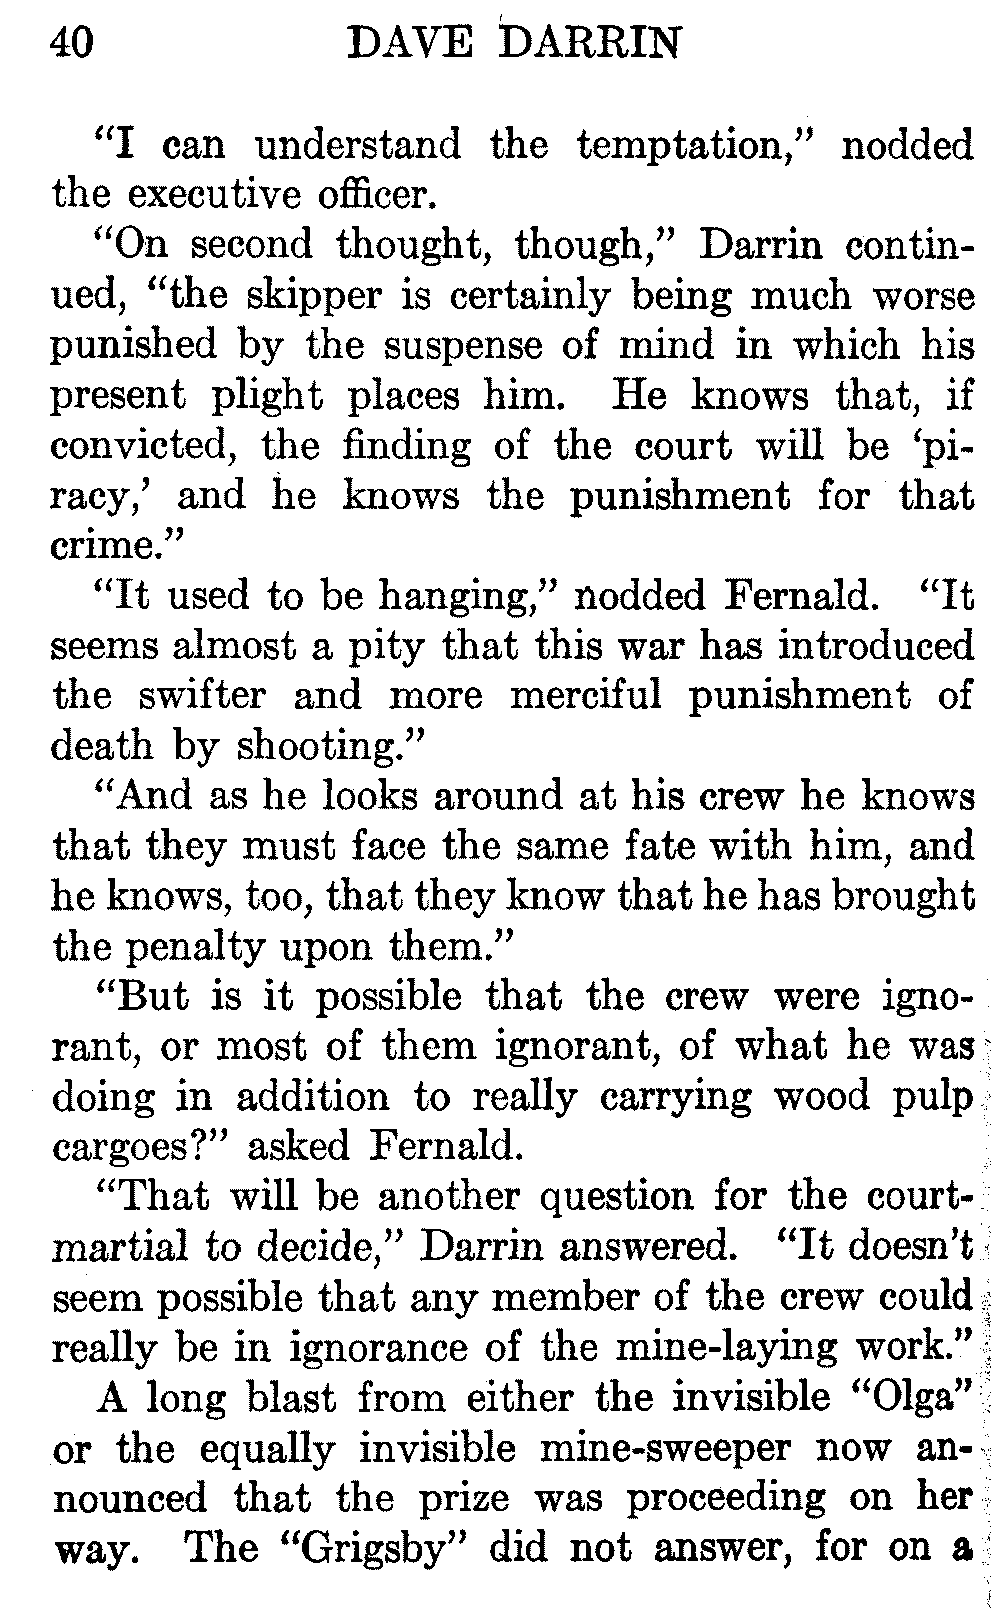 40 DAVE DARRIN
"I can understand the temptation," nodded
the executive officer.
"On second thought, though," Darrin contin-
ued, "the skipper is certainly being much worse
punished by the suspense of mind in which his
present plight places him. He knows that, if
convicted, the finding of the court will be 'pi-
racy,' and he knows the punishment for that
crime."
"It used to be hanging," nodded Fernald. "It
seems almost a pity that this war has introduced
the swifter and more merciful punishment of
death by shooting."
"And as he looks around at his crew he knows
that they must face the same fate with him, and
he knows, too, that they know that he has brought
the penalty upon them."
"But is it possible that the crew were igno-
rant, or most of them ignorant, of what he was
doing in addition to really carrying wood pulp
cargoes?" asked Fernald.
"That will be another question for the court-
martial to decide," Darrin answered. "It doesn't
seem possible that any member of the crew could
really be in ignorance of the mine-laying work."
A long blast from either the invisible "Olga"
or the equally invisible mine-sweeper now an-
nounced that the prize was proceeding on her
way. The "Grigsby" did not answer, for on a